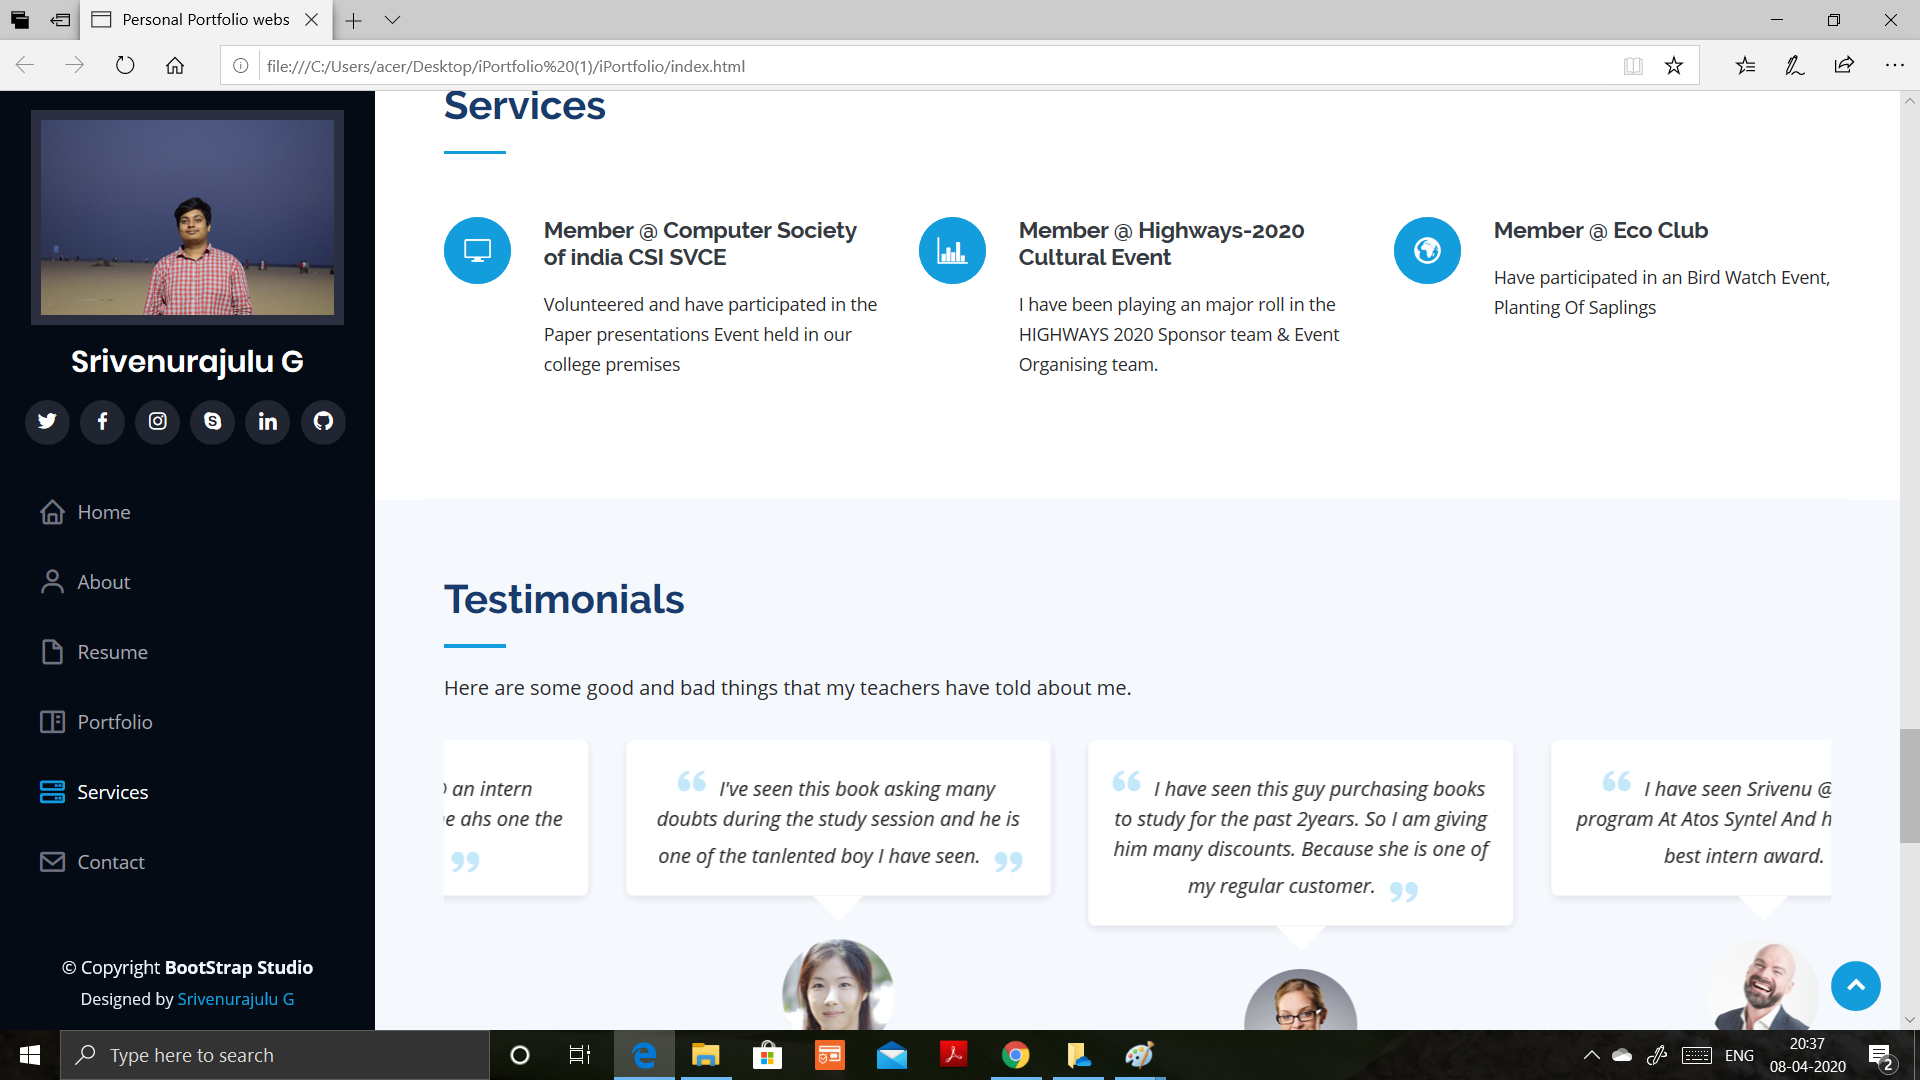 Personal Portfolio webs
file:///C:/Users/acer/Desktop/iPortfolio%20(1)/iPortfolio/index.html
Srivenurajulu G
Home
About
Resume
Portfolio
Services
Contact
© Copyright BootStrap Studio
Designed by Srivenurajulu G
Services
Member @ Computer Society
of india CSI SVCE
Volunteered and have participated in the
Paper presentations Event held in our
college premises
Member @ Highways-2020
Cultural Event
I have been playing an major roll in the
HIGHWAYS 2020 Sponsor team & Event
Organising team.
Member @ Eco Club
Have participated in an Bird Watch Event,
Planting Of Saplings
Testimonials
Here are some good and bad things that my teachers have told about me.
an intern
e ahs one the
“ I've seen this book asking many
doubts during the study session and he is
one of the tanlented boy I have seen. ”
“ I have seen this guy purchasing books
to study for the past 2years. So I am giving
him many discounts. Because she is one of
my regular customer. ”
“ I have seen Srivenu @
program At Atos Syntel And h
best intern award.
Type here to search
ENG
20:37
08-04-2020
2